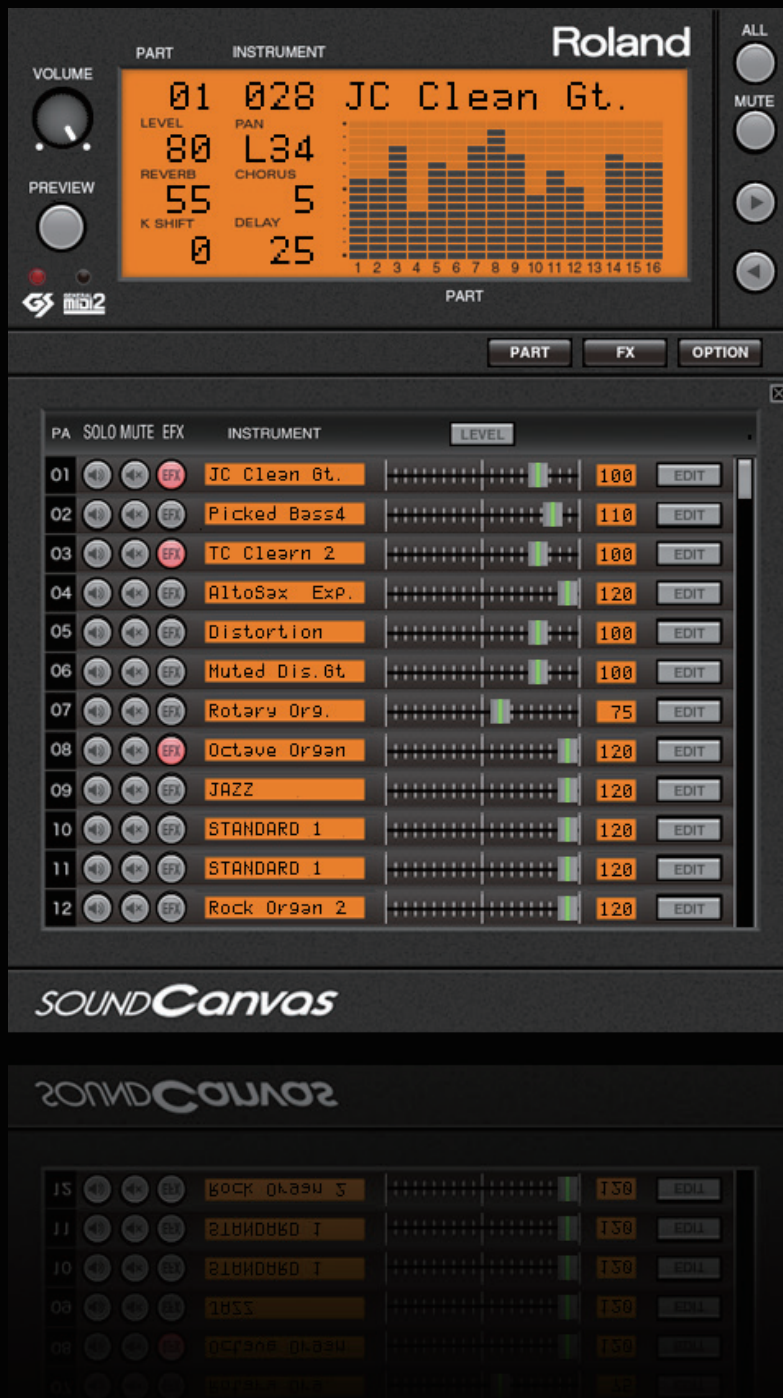 PART INSTRUMENT Roland ALL
VOLUME
01 028 JC Clean Gt.
MUTE
LEVEL PAN
80 L34
REVERB CHORUS
PREVIEW
55 5
K SHIFT DELAY
0 25
1 2 3 4 5 6 7 8 9 10 11 12 13 14 15 16
GS GENERAL midi2
PART
PART FX OPTION
PA SOLO MUTE EFX INSTRUMENT LEVEL
01 EFX JC Clean Gt. 100 EDIT
02 EFX Picked Bass4 110 EDIT
03 EFX TC Clearn 2 100 EDIT
04 EFX AltoSax Exp. 120 EDIT
05 EFX Distortion 100 EDIT
06 EFX Muted Dis.Gt 100 EDIT
07 EFX Rotary Org. 75 EDIT
08 EFX Octave Organ 120 EDIT
09 EFX JAZZ 120 EDIT
10 EFX STANDARD 1 120 EDIT
11 EFX STANDARD 1 120 EDIT
12 EFX Rock Organ 2 120 EDIT
SOUND Canvas